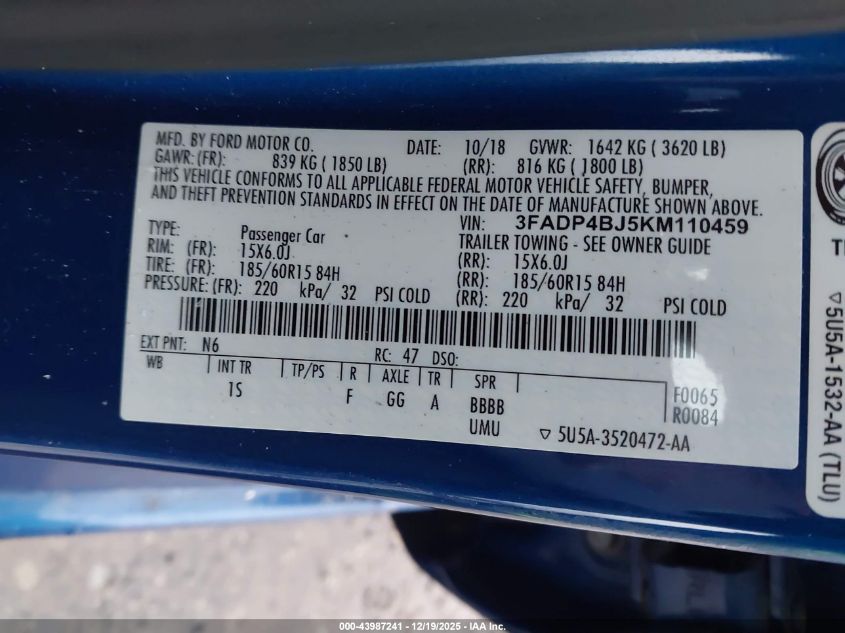 MFD. BY FORD MOTOR CO. DATE: 10/18 GVWR: 1642 KG ( 3620 LB)
GAWR: (FR): 839 KG ( 1850 LB) (RR): 816 KG ( 1800 LB)
THIS VEHICLE CONFORMS TO ALL APPLICABLE FEDERAL MOTOR VEHICLE SAFETY, BUMPER,
AND THEFT PREVENTION STANDARDS IN EFFECT ON THE DATE OF MANUFACTURE SHOWN ABOVE.
VIN: 3FADP4BJ5KM110459
TYPE: Passenger Car TRAILER TOWING - SEE OWNER GUIDE
RIM: (FR): 15X6.0J (RR): 15X6.0J
TIRE: (FR): 185/60R15 84H (RR): 185/60R15 84H
PRESSURE: (FR): 220 kPa/ 32 PSI COLD (RR): 220 kPa/ 32 PSI COLD
EXT PNT: N6 RC: 47 DSO:
WB INT TR TP/PS R AXLE TR SPR F0065
1S F GG A BBBB R0084
UMU ▽ 5U5A-3520472-AA
▽5U5A-1532-AA (TLU)
000-43987241 - 12/19/2025 - IAA Inc.